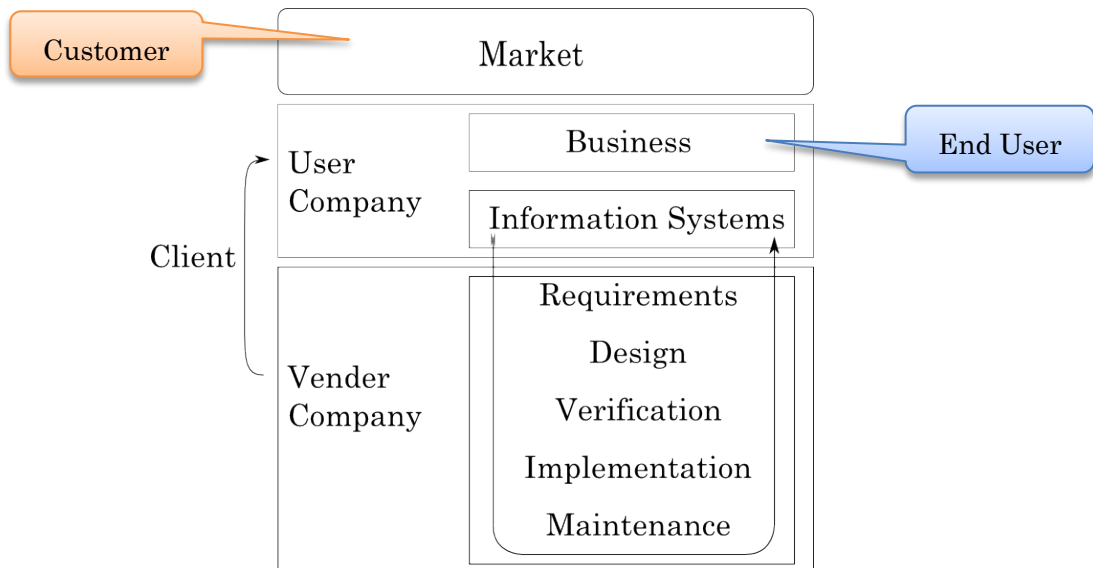 Customer
Market
Business
End User
User
Company
Information Systems
Client
Requirements
Design
Vender
Company
Verification
Implementation
Maintenance